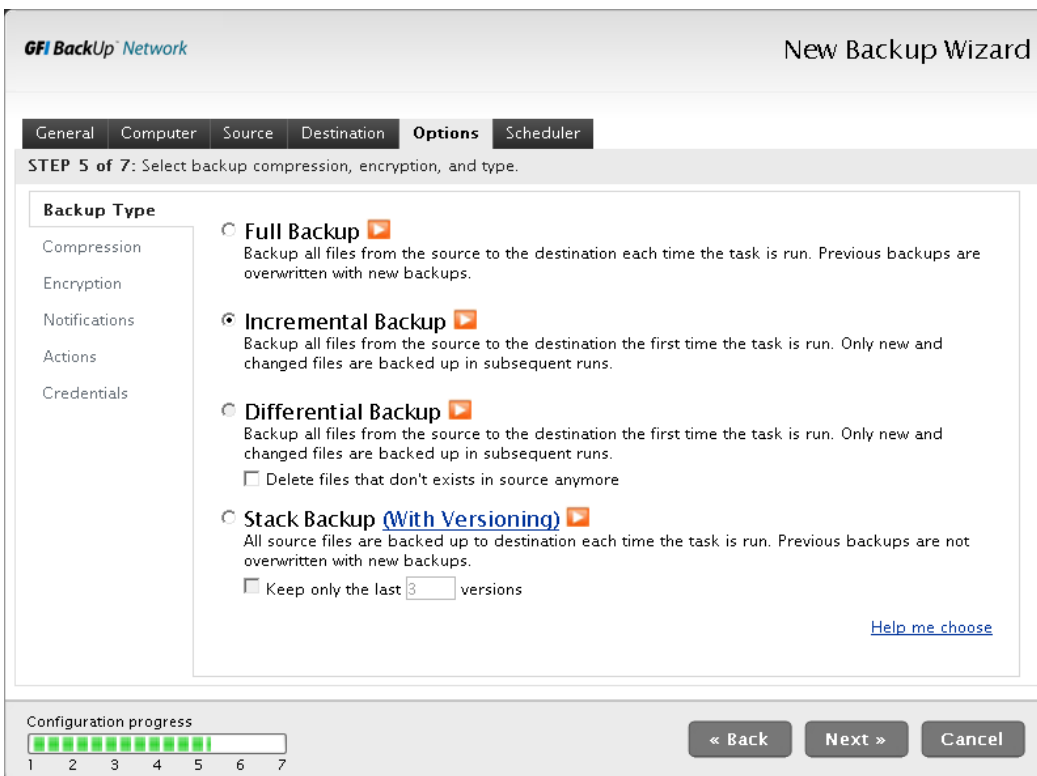 GFI BackUp™ Network
New Backup Wizard
General Computer Source Destination Options Scheduler
STEP 5 of 7: Select backup compression, encryption, and type.
Backup Type
Compression
Encryption
Notifications
Actions
Credentials
Full Backup
Backup all files from the source to the destination each time the task is run. Previous backups are
overwritten with new backups.
Incremental Backup
Backup all files from the source to the destination the first time the task is run. Only new and
changed files are backed up in subsequent runs.
Differential Backup
Backup all files from the source to the destination the first time the task is run. Only new and
changed files are backed up in subsequent runs.
Delete files that don't exists in source anymore
Stack Backup (With Versioning)
All source files are backed up to destination each time the task is run. Previous backups are not
overwritten with new backups.
Keep only the last 3 versions
Help me choose
Configuration progress
1 2 3 4 5 6 7
« Back Next » Cancel